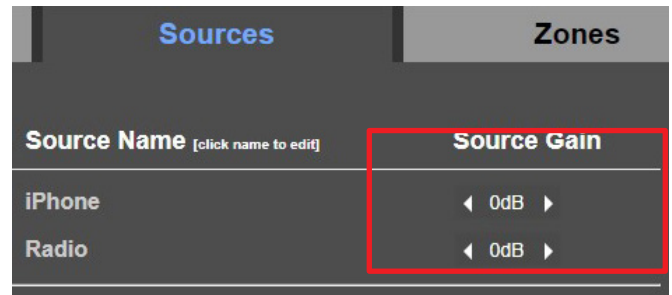 Sources Zones
Source Name [click name to edit] Source Gain
iPhone 0dB
Radio 0dB